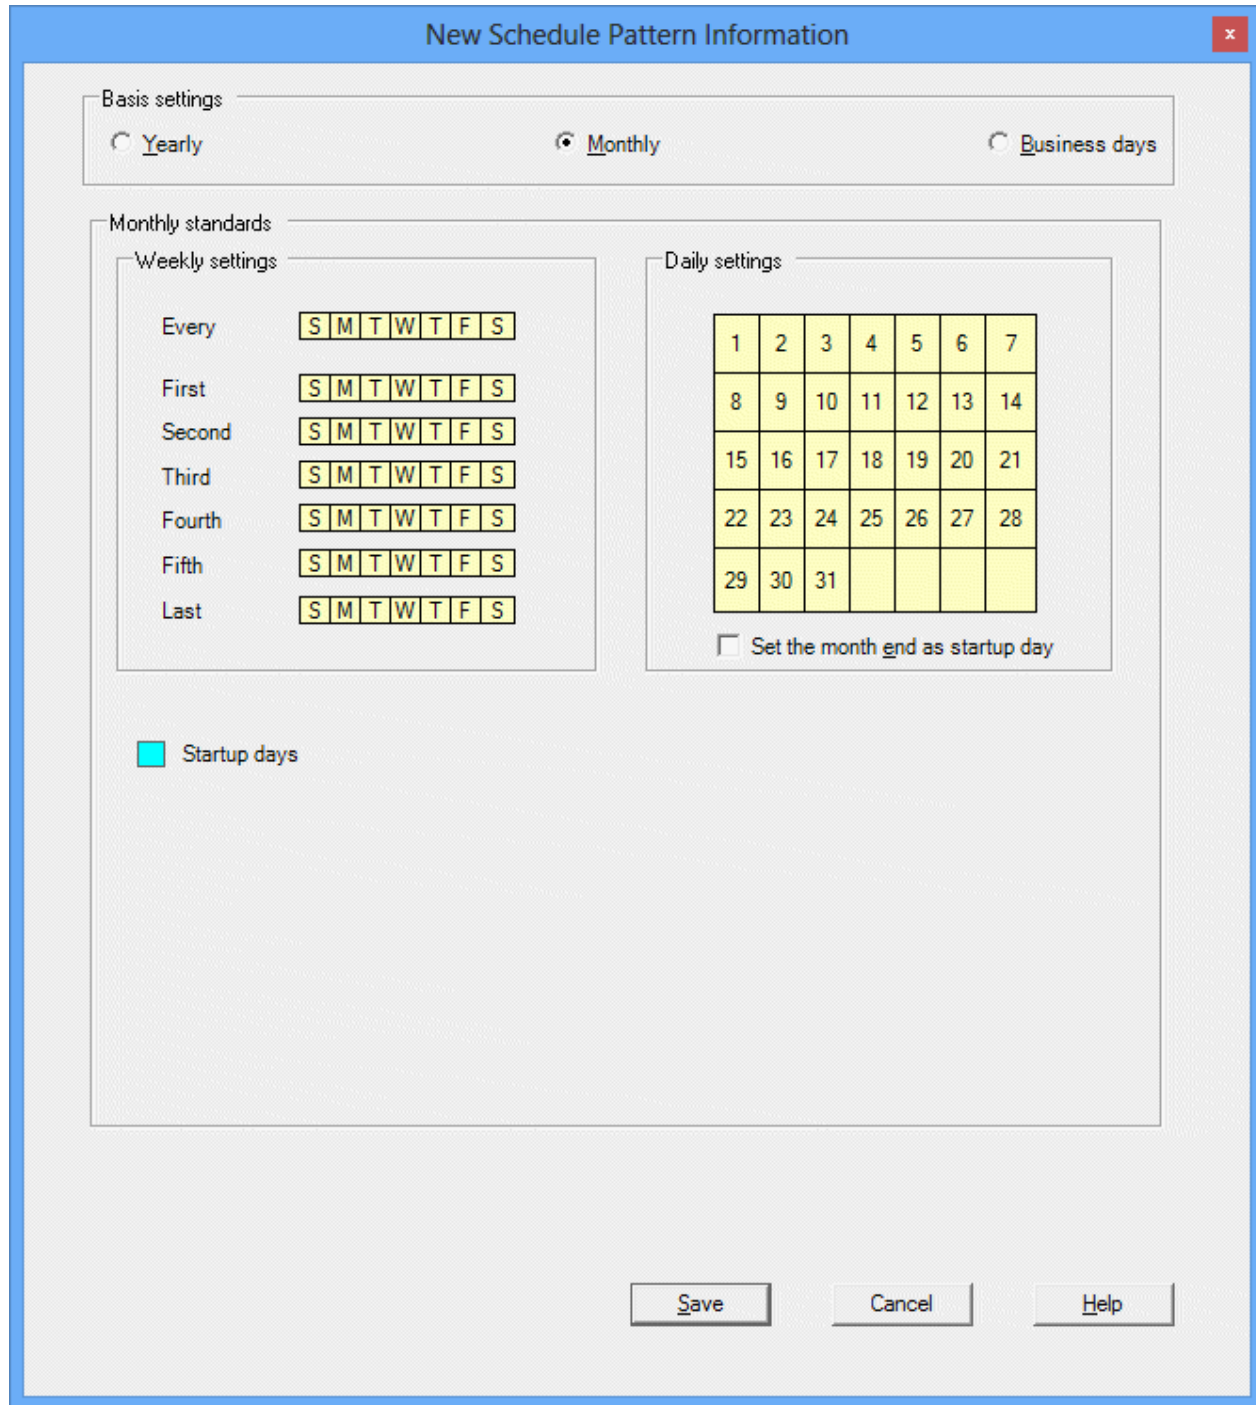 New Schedule Pattern Information
x
Basis settings
Yearly Monthly Business days
Monthly standards
Weekly settings
Every S M T W T F S
First S M T W T F S
Second S M T W T F S
Third S M T W T F S
Fourth S M T W T F S
Fifth S M T W T F S
Last S M T W T F S
Daily settings
1 2 3 4 5 6 7
8 9 10 11 12 13 14
15 16 17 18 19 20 21
22 23 24 25 26 27 28
29 30 31
Set the month end as startup day
Startup days
Save Cancel Help